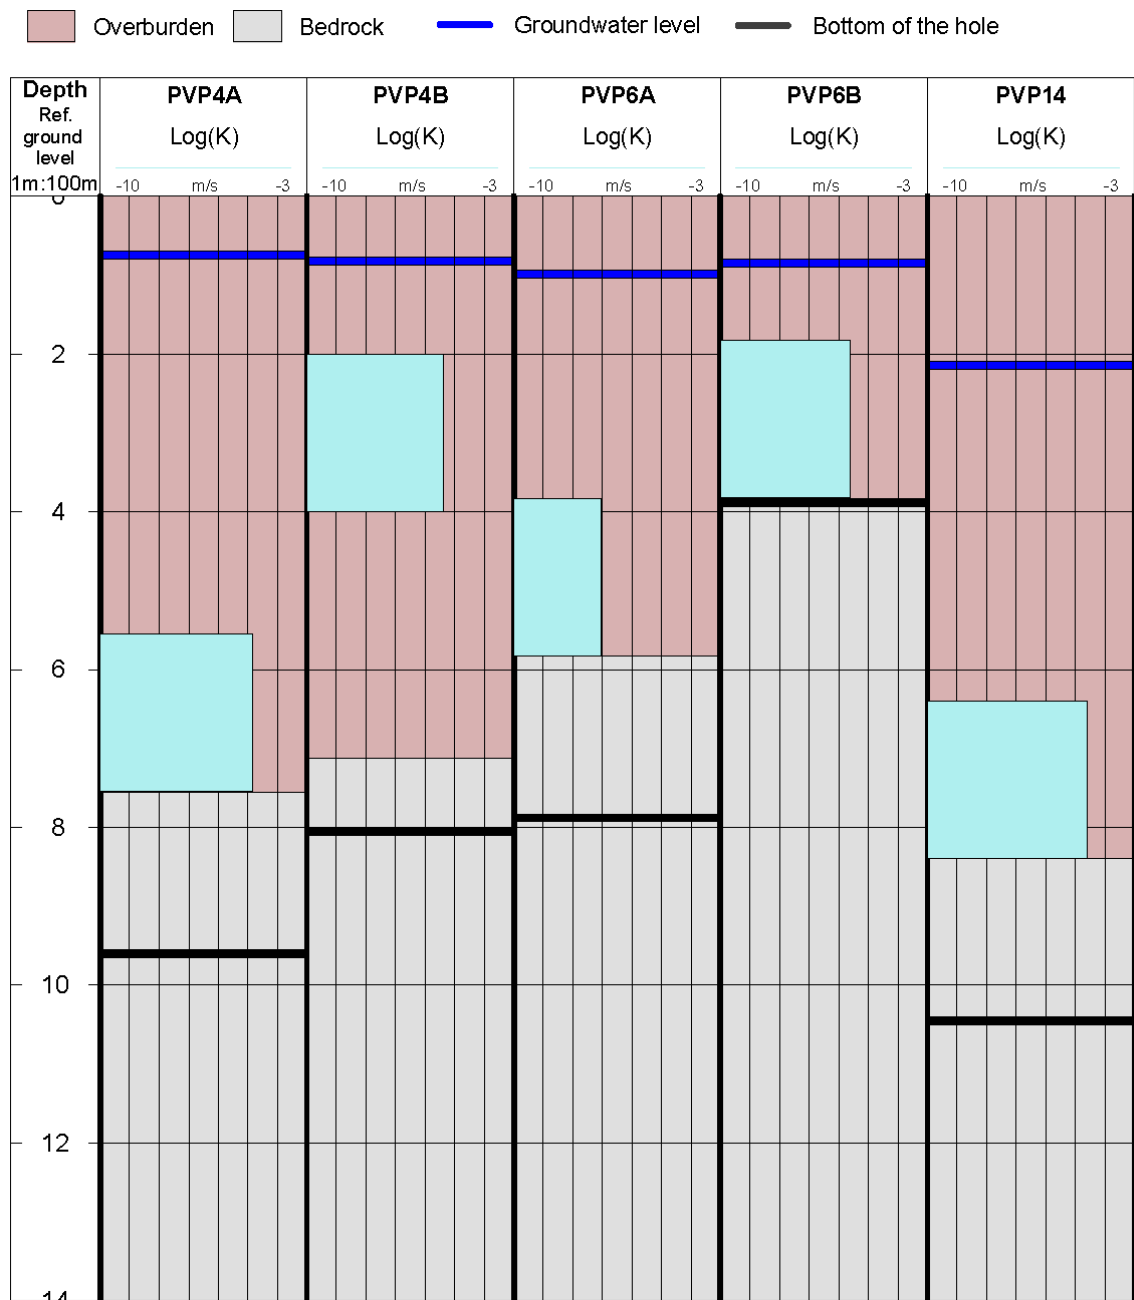 Overburden Bedrock Groundwater level Bottom of the hole
Depth PVP4A PVP4B PVP6A PVP6B PVP14
Ref.
ground
level
Log(K) Log(K) Log(K) Log(K) Log(K)
1m:100m -10 m/s -3 -10 m/s -3 -10 m/s -3 -10 m/s -3 -10 m/s -3
0
2
4
6
8
10
12
14